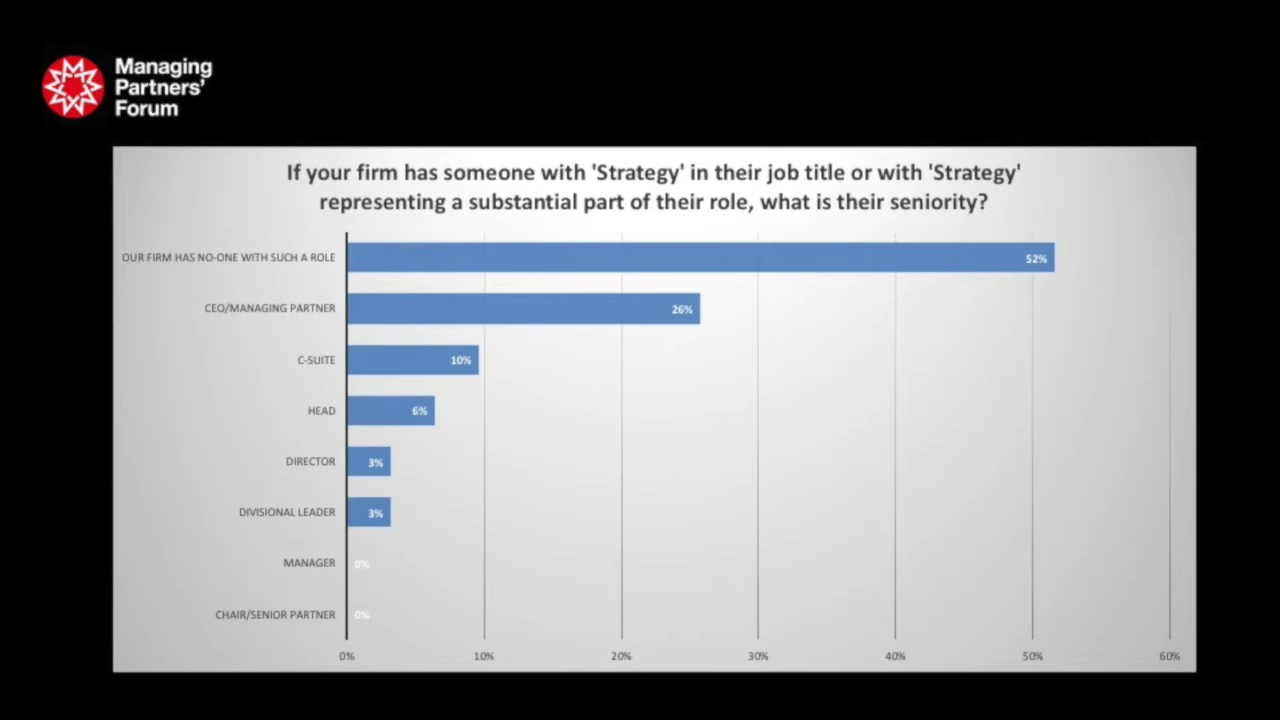 Managing
Partners'
Forum
If your firm has someone with 'Strategy' in their job title or with 'Strategy'
representing a substantial part of their role, what is their seniority?
OUR FIRM HAS NO-ONE WITH SUCH A ROLE 52%
CEO/MANAGING PARTNER 26%
C-SUITE 10%
HEAD 6%
DIRECTOR 3%
DIVISIONAL LEADER 3%
MANAGER 0%
CHAIR/SENIOR PARTNER 0%
0% 10% 20% 30% 40% 50% 60%